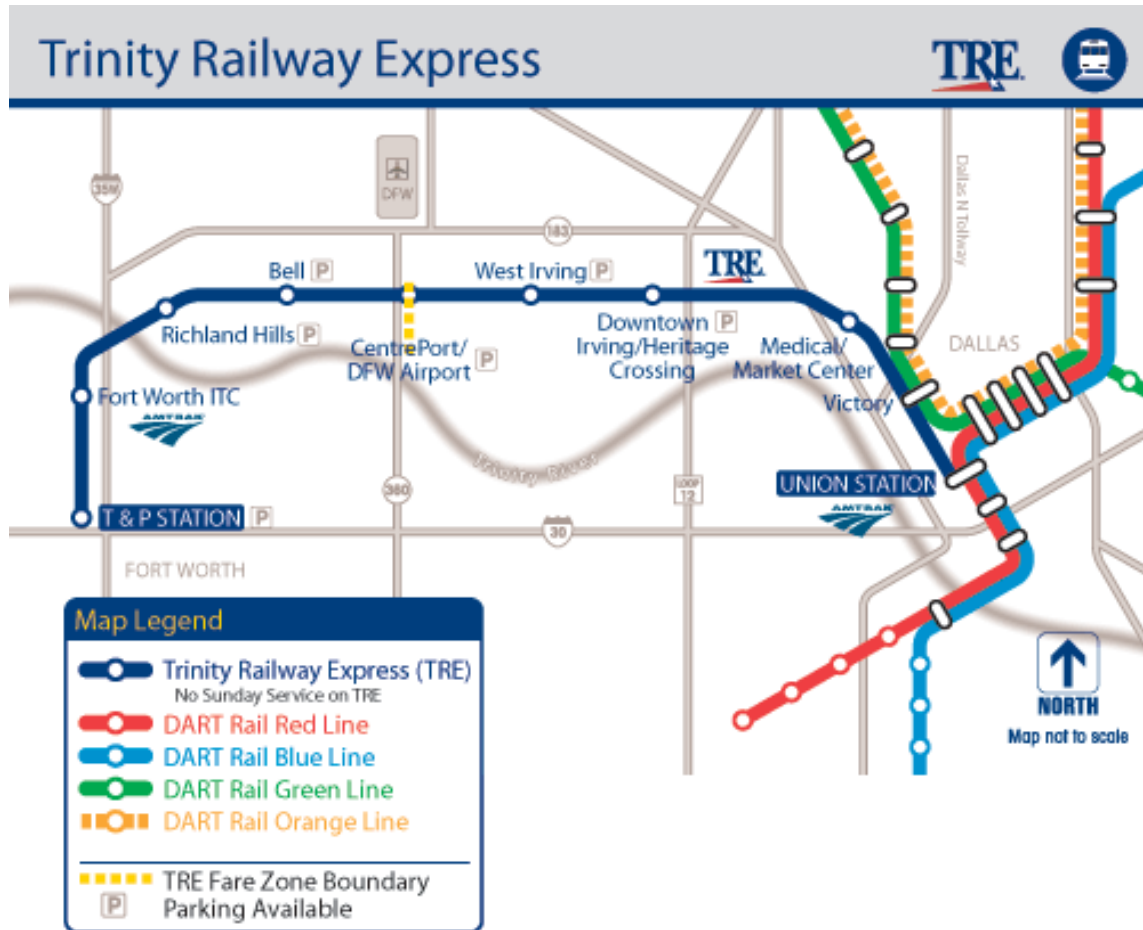 Trinity Railway Express
TRE
35W
DFW
183
Dallas N Tollway
Bell P
West Irving P
TRE
Richland Hills P
CentrePort/
DFW Airport P
Downtown P
Irving/Heritage
Crossing
Medical/
Market Center
DALLAS
Fort Worth ITC
AMTRAK
Victory
Trinity River
360
LOOP
12
UNION STATION
AMTRAK
T & P STATION P
30
FORT WORTH
Map Legend
Trinity Railway Express (TRE)
No Sunday Service on TRE
DART Rail Red Line
DART Rail Blue Line
DART Rail Green Line
DART Rail Orange Line
TRE Fare Zone Boundary
P Parking Available
NORTH
Map not to scale